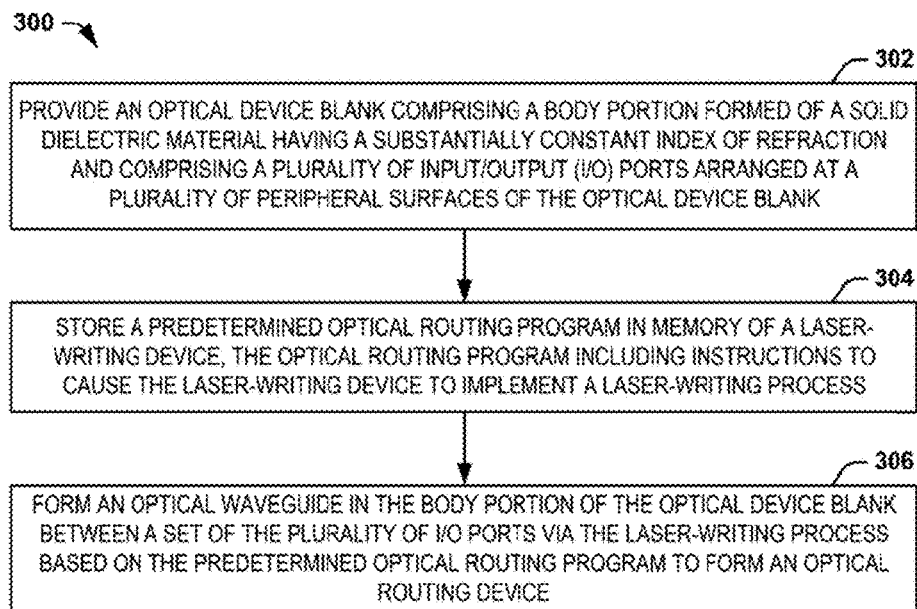 300
302
PROVIDE AN OPTICAL DEVICE BLANK COMPRISING A BODY PORTION FORMED OF A SOLID
DIELECTRIC MATERIAL HAVING A SUBSTANTIALLY CONSTANT INDEX OF REFRACTION
AND COMPRISING A PLURALITY OF INPUT/OUTPUT (I/O) PORTS ARRANGED AT A
PLURALITY OF PERIPHERAL SURFACES OF THE OPTICAL DEVICE BLANK
304
STORE A PREDETERMINED OPTICAL ROUTING PROGRAM IN MEMORY OF A LASER-
WRITING DEVICE, THE OPTICAL ROUTING PROGRAM INCLUDING INSTRUCTIONS TO
CAUSE THE LASER-WRITING DEVICE TO IMPLEMENT A LASER-WRITING PROCESS
306
FORM AN OPTICAL WAVEGUIDE IN THE BODY PORTION OF THE OPTICAL DEVICE BLANK
BETWEEN A SET OF THE PLURALITY OF I/O PORTS VIA THE LASER-WRITING PROCESS
BASED ON THE PREDETERMINED OPTICAL ROUTING PROGRAM TO FORM AN OPTICAL
ROUTING DEVICE